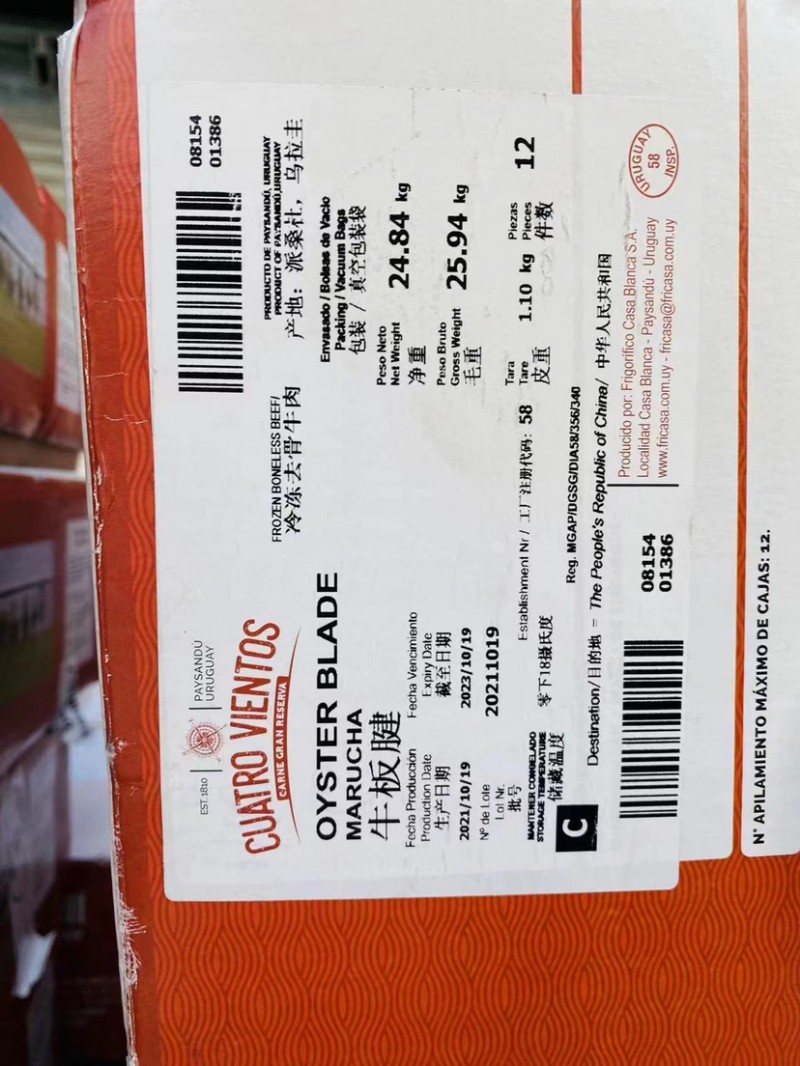 EST. 1810
PAYSANDÚ
URUGUAY
CUATRO VIENTOS
CARNE GRAN RESERVA
FROZEN BONELESS BEEF/
冷冻去骨牛肉
08154
01386
PRODUCTO DE PAYSANDÚ, URUGUAY
PRODUCT OF PAYSANDÚ,URUGUAY
产地: 派桑杜, 乌拉圭
OYSTER BLADE
MARUCHA
牛板腱
Envasado / Bolsas de Vacio
Packing / Vacuum Bags
包装 / 真空包装袋
Fecha Producción
Production Date
生产日期
2021/10/19
Fecha Vencimiento
Expiry Date
截至日期
2023/10/19
Peso Neto
Net Weight
净重
24.84 kg
Peso Bruto
Gross Weight
毛重
25.94 kg
Nº de Lote
Lot Nr.
批号
20211019
Tara
Tare
皮重
1.10 kg
Piezas
Pieces
件数
12
MANTENER CONGELADO
STORAGE TEMPERATURE
储藏温度
零下18摄氏度
Establishment Nr / 工厂注册代码: 58
C
Reg. MGAP/DGSG/DIA58/356/340
Destination/目的地 = The People's Republic of China/ 中华人民共和国
08154
01386
Producido por: Frigorífico Casa Blanca S.A.
Localidad Casa Blanca - Paysandú - Uruguay
www.fricasa.com.uy - fricasa@fricasa.com.uy
URUGUAY
58
INSP.
N° APILAMIENTO MÁXIMO DE CAJAS: 12.